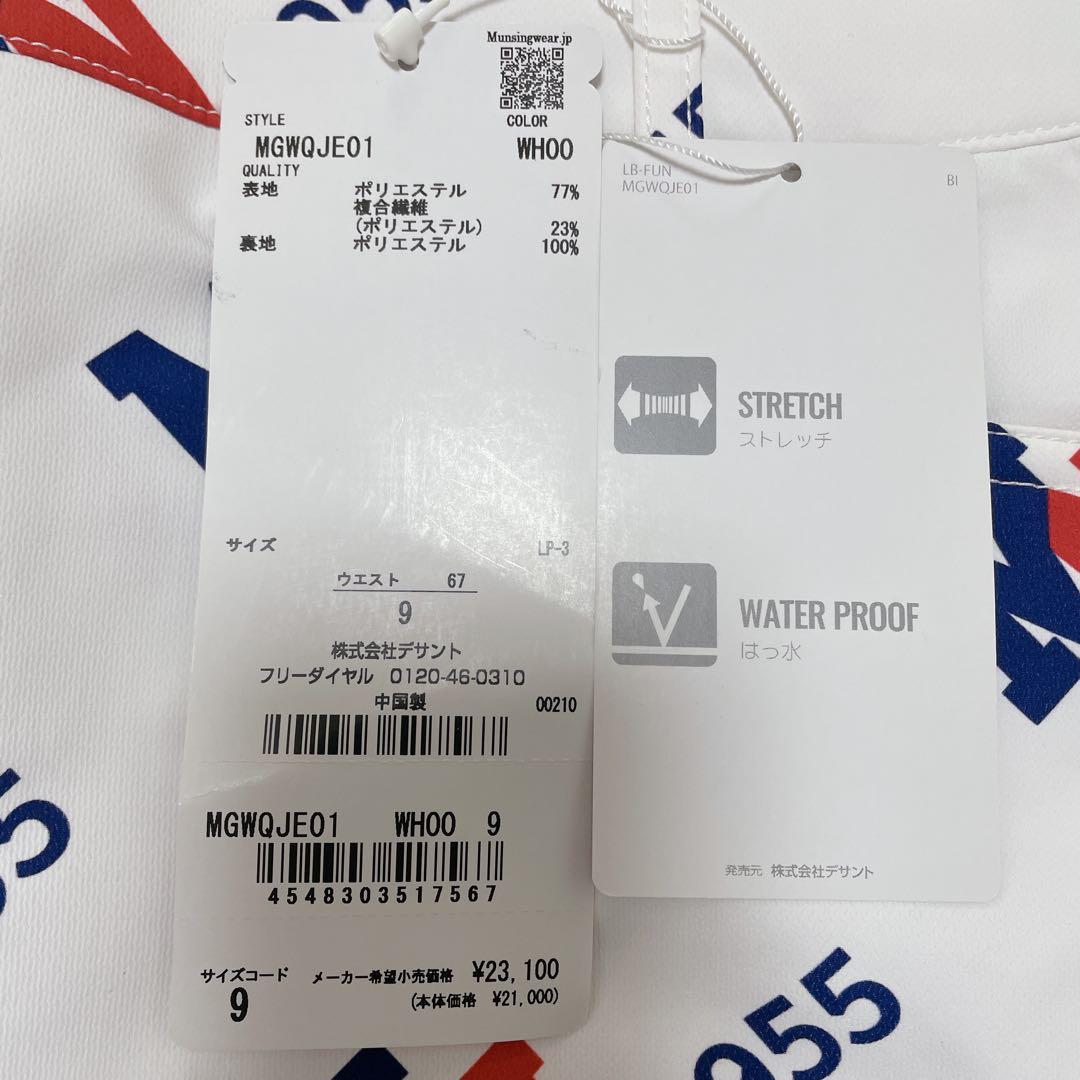 Munsingwear.jp
STYLE
COLOR
MGWQJE01
WH00
QUALITY
表地 ポリエステル 77%
複合繊維
(ポリエステル) 23%
裏地 ポリエステル 100%
サイズ
LP-3
ウエスト 67
9
株式会社デサント
フリーダイヤル 0120-46-0310
中国製
00210
MGWQJE01 WH00 9
4548303517567
サイズコード
9
メーカー希望小売価格 ¥23,100
(本体価格 ¥21,000)
LB-FUN
MGWQJE01
BI
STRETCH
ストレッチ
WATER PROOF
はっ水
発売元 株式会社デサント
55
955